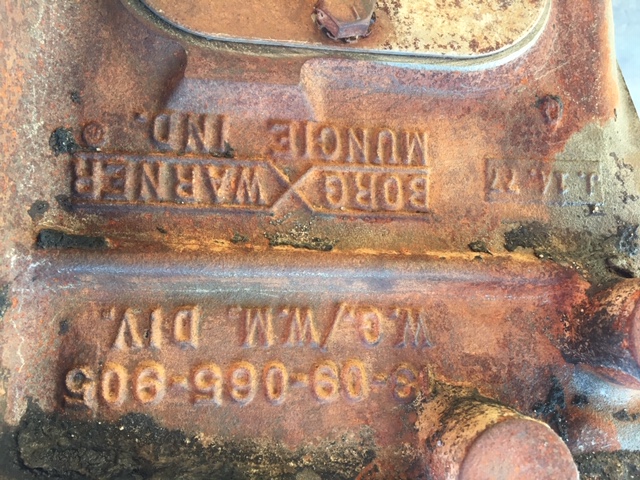 3-09-065-905
W.G./W.M. DIV.
BORG WARNER
MUNCIE IND. ®